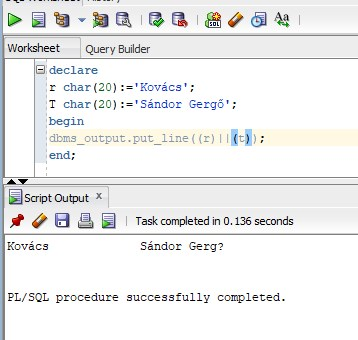 Worksheet Query Builder
declare
r char(20):='Kovács';
T char(20):='Sándor Gergő';
begin
dbms_output.put_line((r)||(t));
end;
Script Output x
Task completed in 0.136 seconds
Kovács Sándor Gerg?
PL/SQL procedure successfully completed.